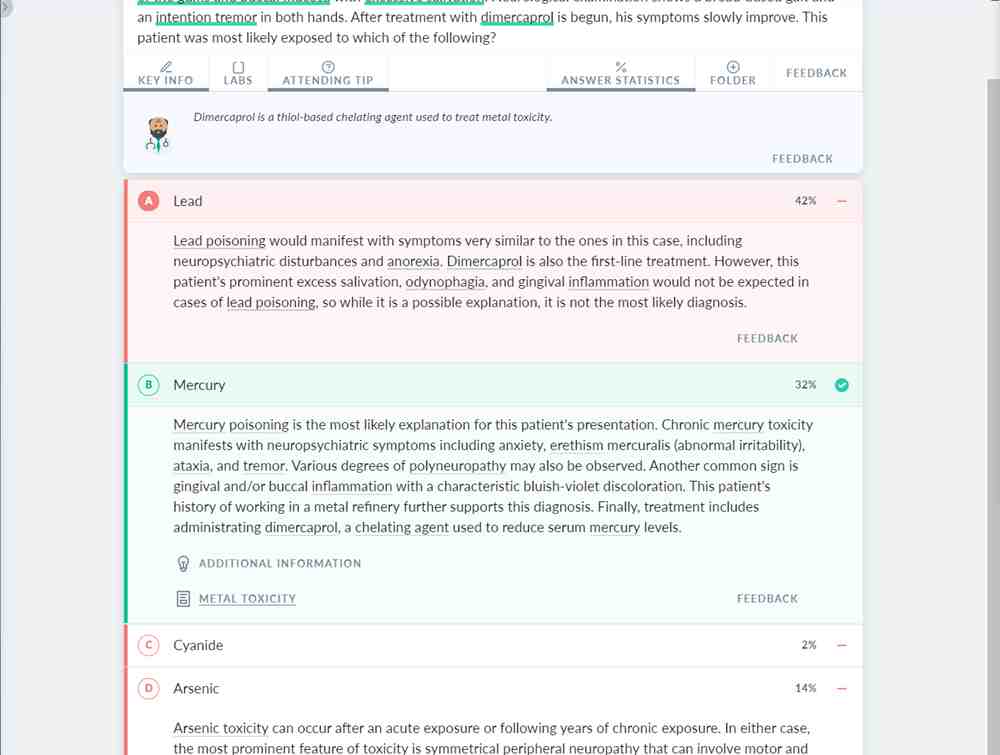 an intention tremor in both hands. After treatment with dimercaprol is begun, his symptoms slowly improve. This
patient was most likely exposed to which of the following?
KEY INFO
LABS
ATTENDING TIP
ANSWER STATISTICS
FOLDER
FEEDBACK
Dimercaprol is a thiol-based chelating agent used to treat metal toxicity.
FEEDBACK
A Lead 42%
Lead poisoning would manifest with symptoms very similar to the ones in this case, including
neuropsychiatric disturbances and anorexia. Dimercaprol is also the first-line treatment. However, this
patient's prominent excess salivation, odynophagia, and gingival inflammation would not be expected in
cases of lead poisoning, so while it is a possible explanation, it is not the most likely diagnosis.
FEEDBACK
B Mercury 32%
Mercury poisoning is the most likely explanation for this patient's presentation. Chronic mercury toxicity
manifests with neuropsychiatric symptoms including anxiety, erethism mercuralis (abnormal irritability),
ataxia, and tremor. Various degrees of polyneuropathy may also be observed. Another common sign is
gingival and/or buccal inflammation with a characteristic bluish-violet discoloration. This patient's
history of working in a metal refinery further supports this diagnosis. Finally, treatment includes
administrating dimercaprol, a chelating agent used to reduce serum mercury levels.
ADDITIONAL INFORMATION
METAL TOXICITY
FEEDBACK
C Cyanide 2%
D Arsenic 14%
Arsenic toxicity can occur after an acute exposure or following years of chronic exposure. In either case,
the most prominent feature of toxicity is symmetrical peripheral neuropathy that can involve motor and